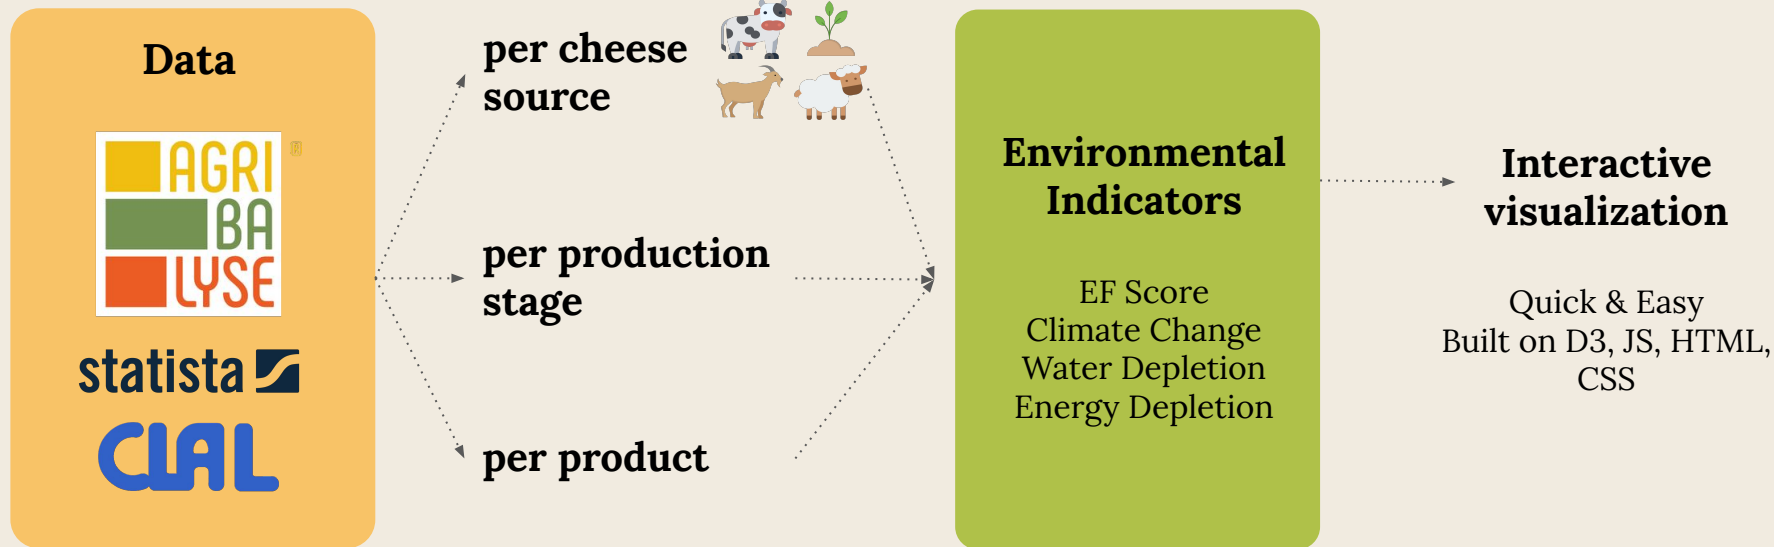 Data
AGRI
BA
LYSE
statista
CLAL
per cheese
source
per production
stage
per product
Environmental
Indicators
EF Score
Climate Change
Water Depletion
Energy Depletion
Interactive
visualization
Quick & Easy
Built on D3, JS, HTML,
CSS